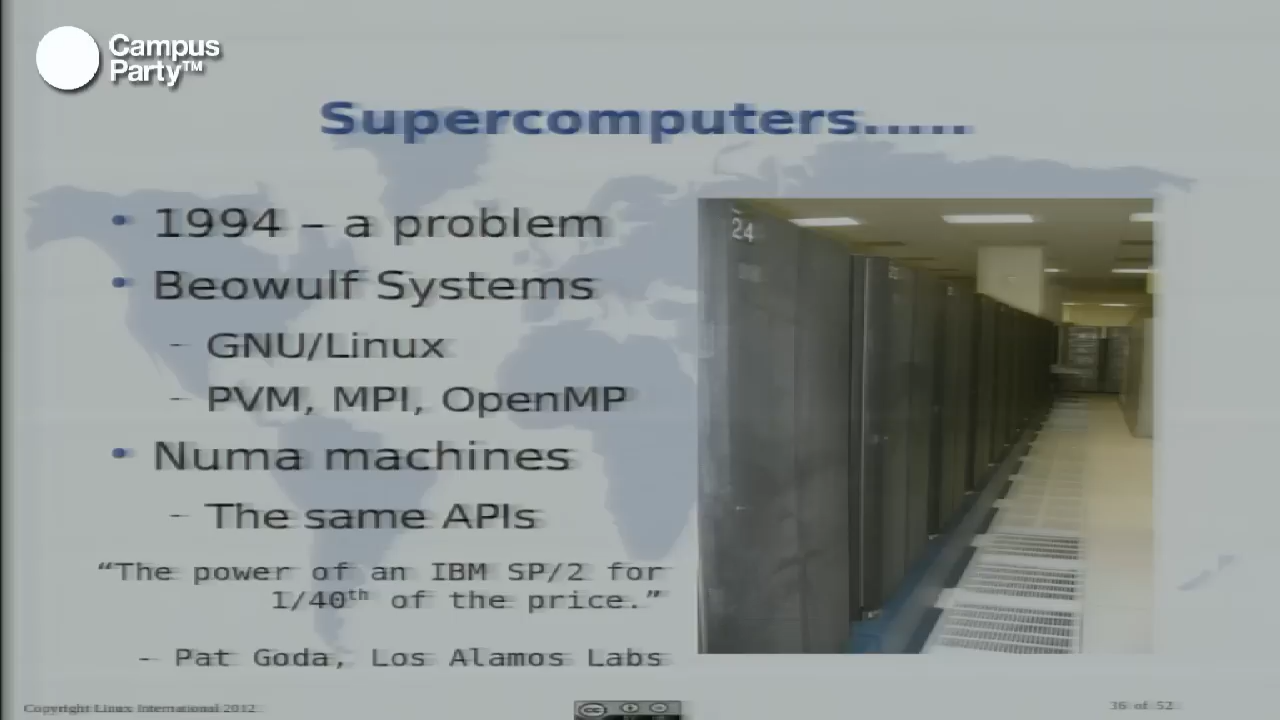 Campus
Party™
Supercomputers.....
• 1994 – a problem
• Beowulf Systems
– GNU/Linux
– PVM, MPI, OpenMP
• Numa machines
– The same APIs
“The power of an IBM SP/2 for
1/40th of the price.”
- Pat Goda, Los Alamos Labs
24
Copyright Linux International 2012
cc
36 of 52